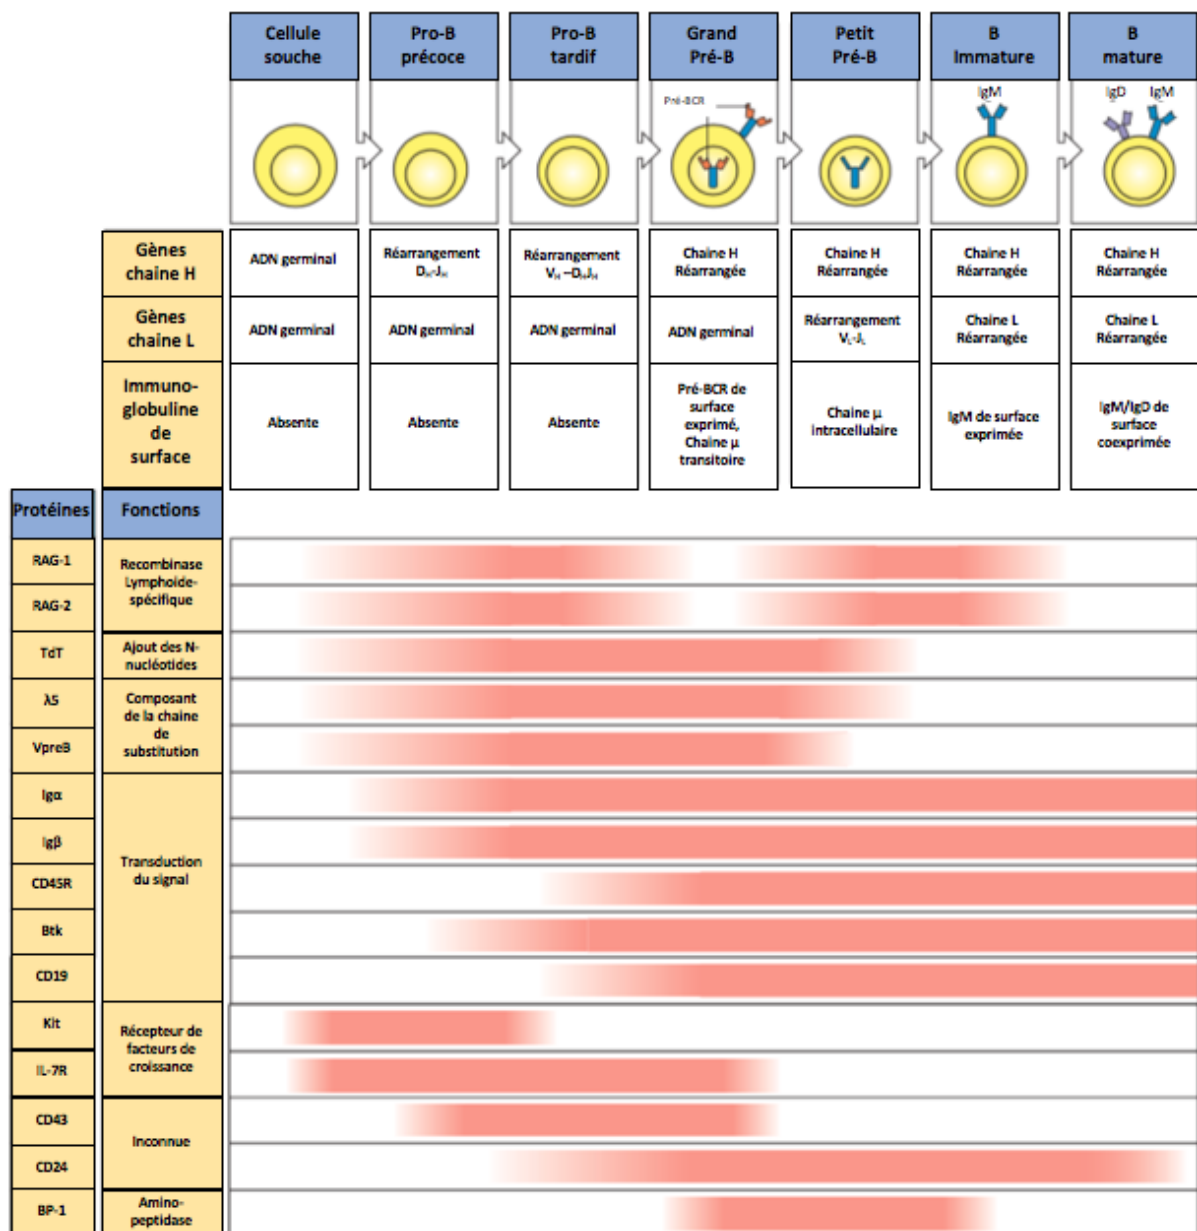 Cellule
souche
Pro-B
précoce
Pro-B
tardif
Grand
Pré-B
Petit
Pré-B
B
Immature
B
mature
Pré-BCR
IgM
IgD
IgM
Gènes
chaine H
ADN germinal
Réarrangement
DH-JH
Réarrangement
VH –DHJH
Chaine H
Réarrangée
Chaine H
Réarrangée
Chaine H
Réarrangée
Chaine H
Réarrangée
Gènes
chaine L
ADN germinal
ADN germinal
ADN germinal
ADN germinal
Réarrangement
VL-JL
Chaine L
Réarrangée
Chaine L
Réarrangée
Immuno-
globuline
de
surface
Absente
Absente
Absente
Pré-BCR de
surface
exprimé,
Chaine μ
transitoire
Chaine μ
intracellulaire
IgM de surface
exprimée
IgM/IgD de
surface
coexprimée
Protéines
Fonctions
RAG-1
RAG-2
Recombinase
Lymphoide-
spécifique
TdT
Ajout des N-
nucléotides
λ5
VpreB
Composant
de la chaine
de
substitution
Igα
Igβ
CD45R
Btk
CD19
Transduction
du signal
Kit
IL-7R
Récepteur de
facteurs de
croissance
CD43
CD24
Inconnue
BP-1
Amino-
peptidase